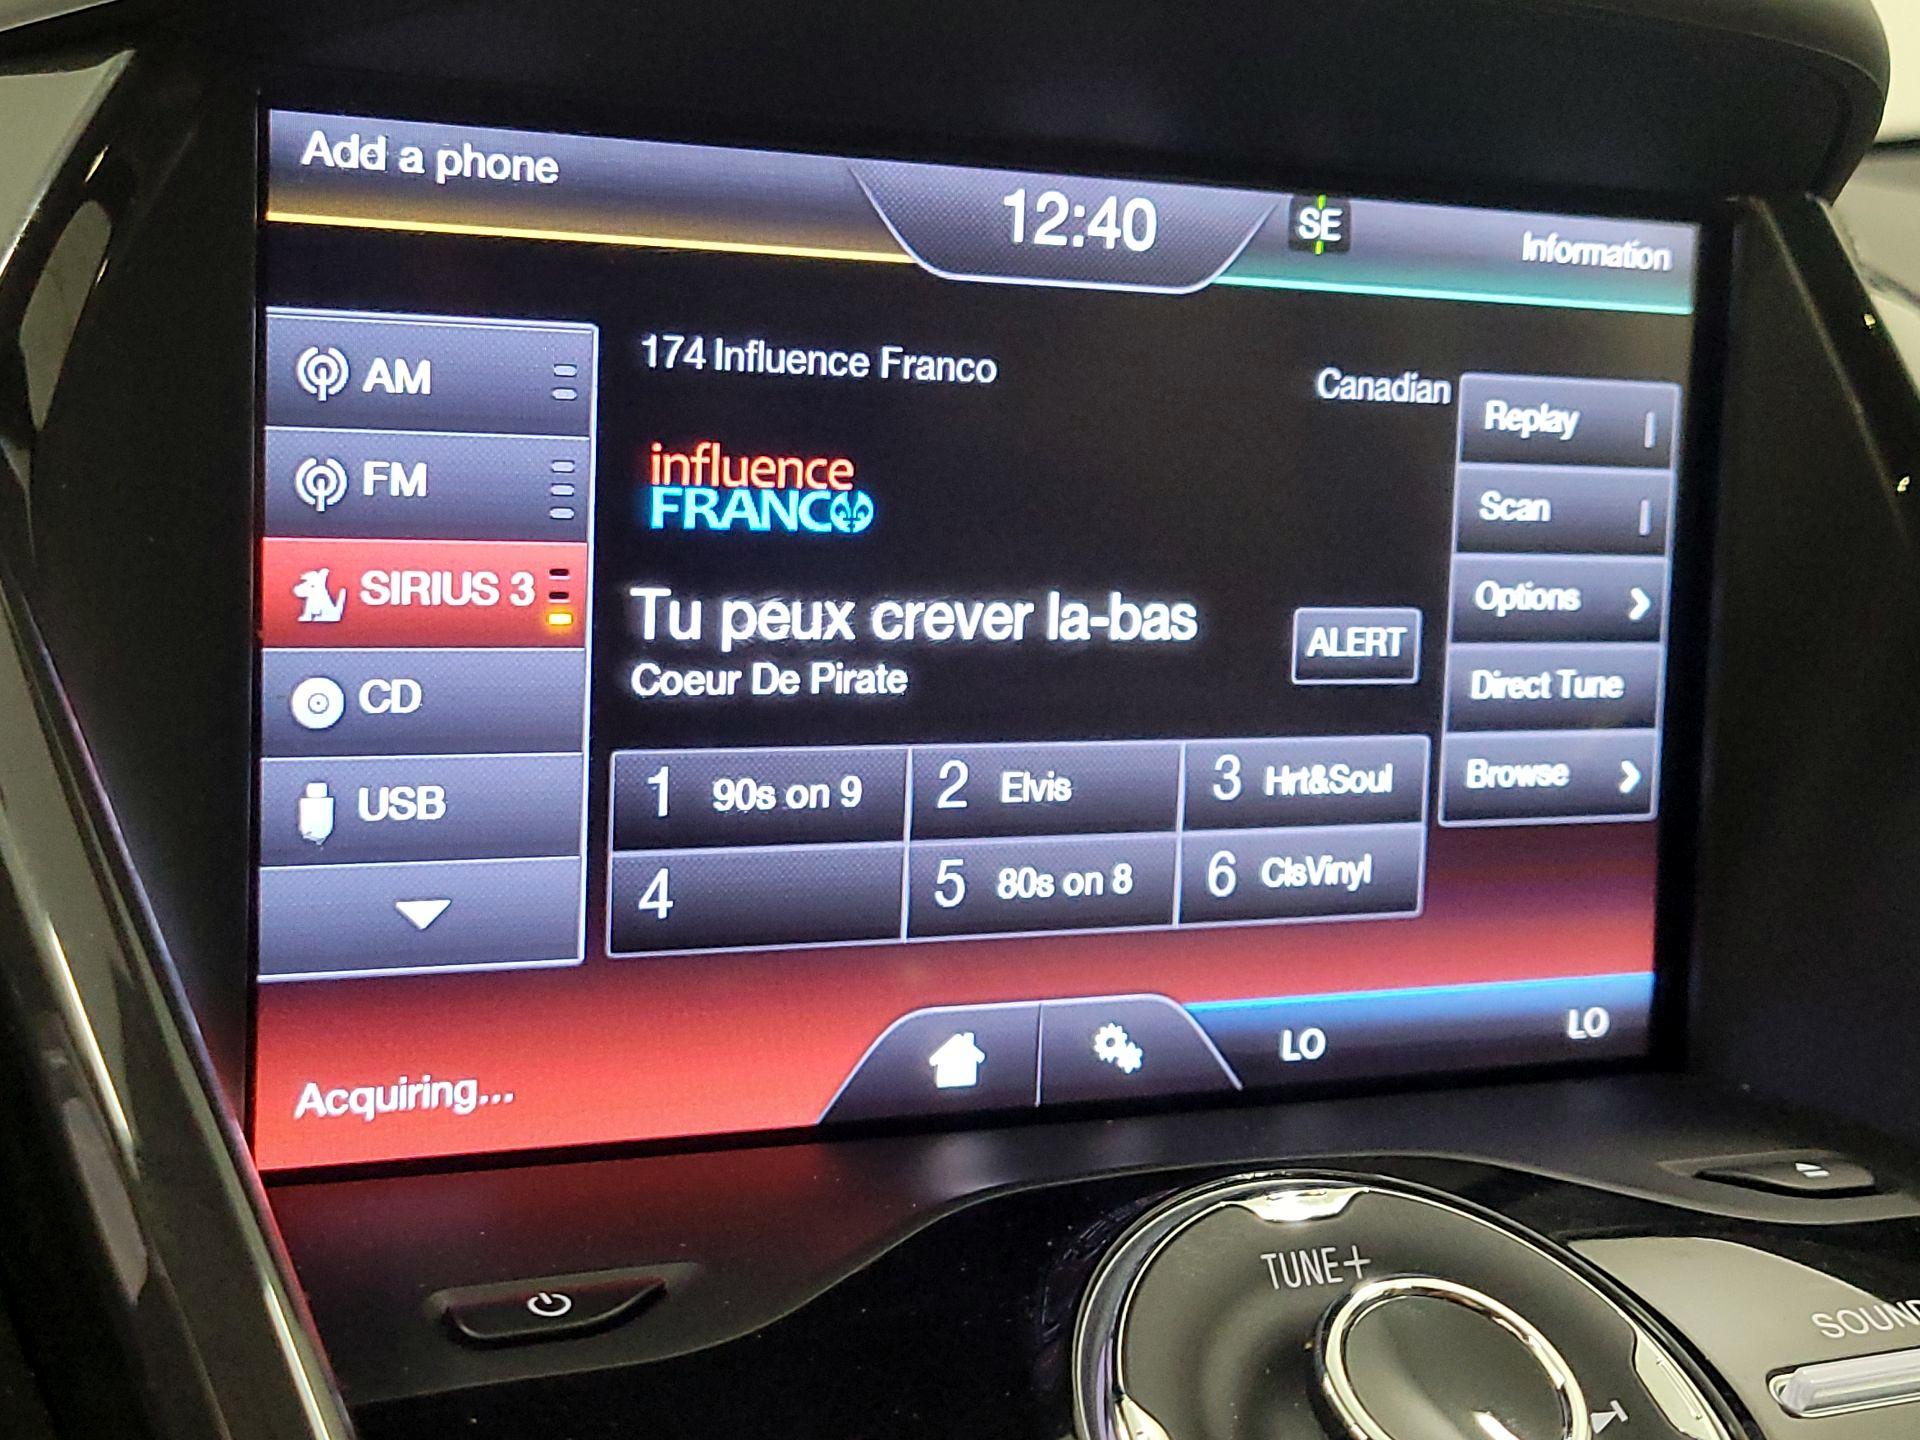 Add a phone
12:40
SE
Information
AM
FM
SIRIUS 3
CD
USB
174 Influence Franco
Canadian
influence
FRANCO
Tu peux crever la-bas
Coeur De Pirate
ALERT
1 90s on 9
2 Elvis
3 Hrt&Soul
4
5 80s on 8
6 ClsVinyl
Replay
Scan
Options
Direct Tune
Browse
Acquiring...
LO
LO
TUNE+
SOUND